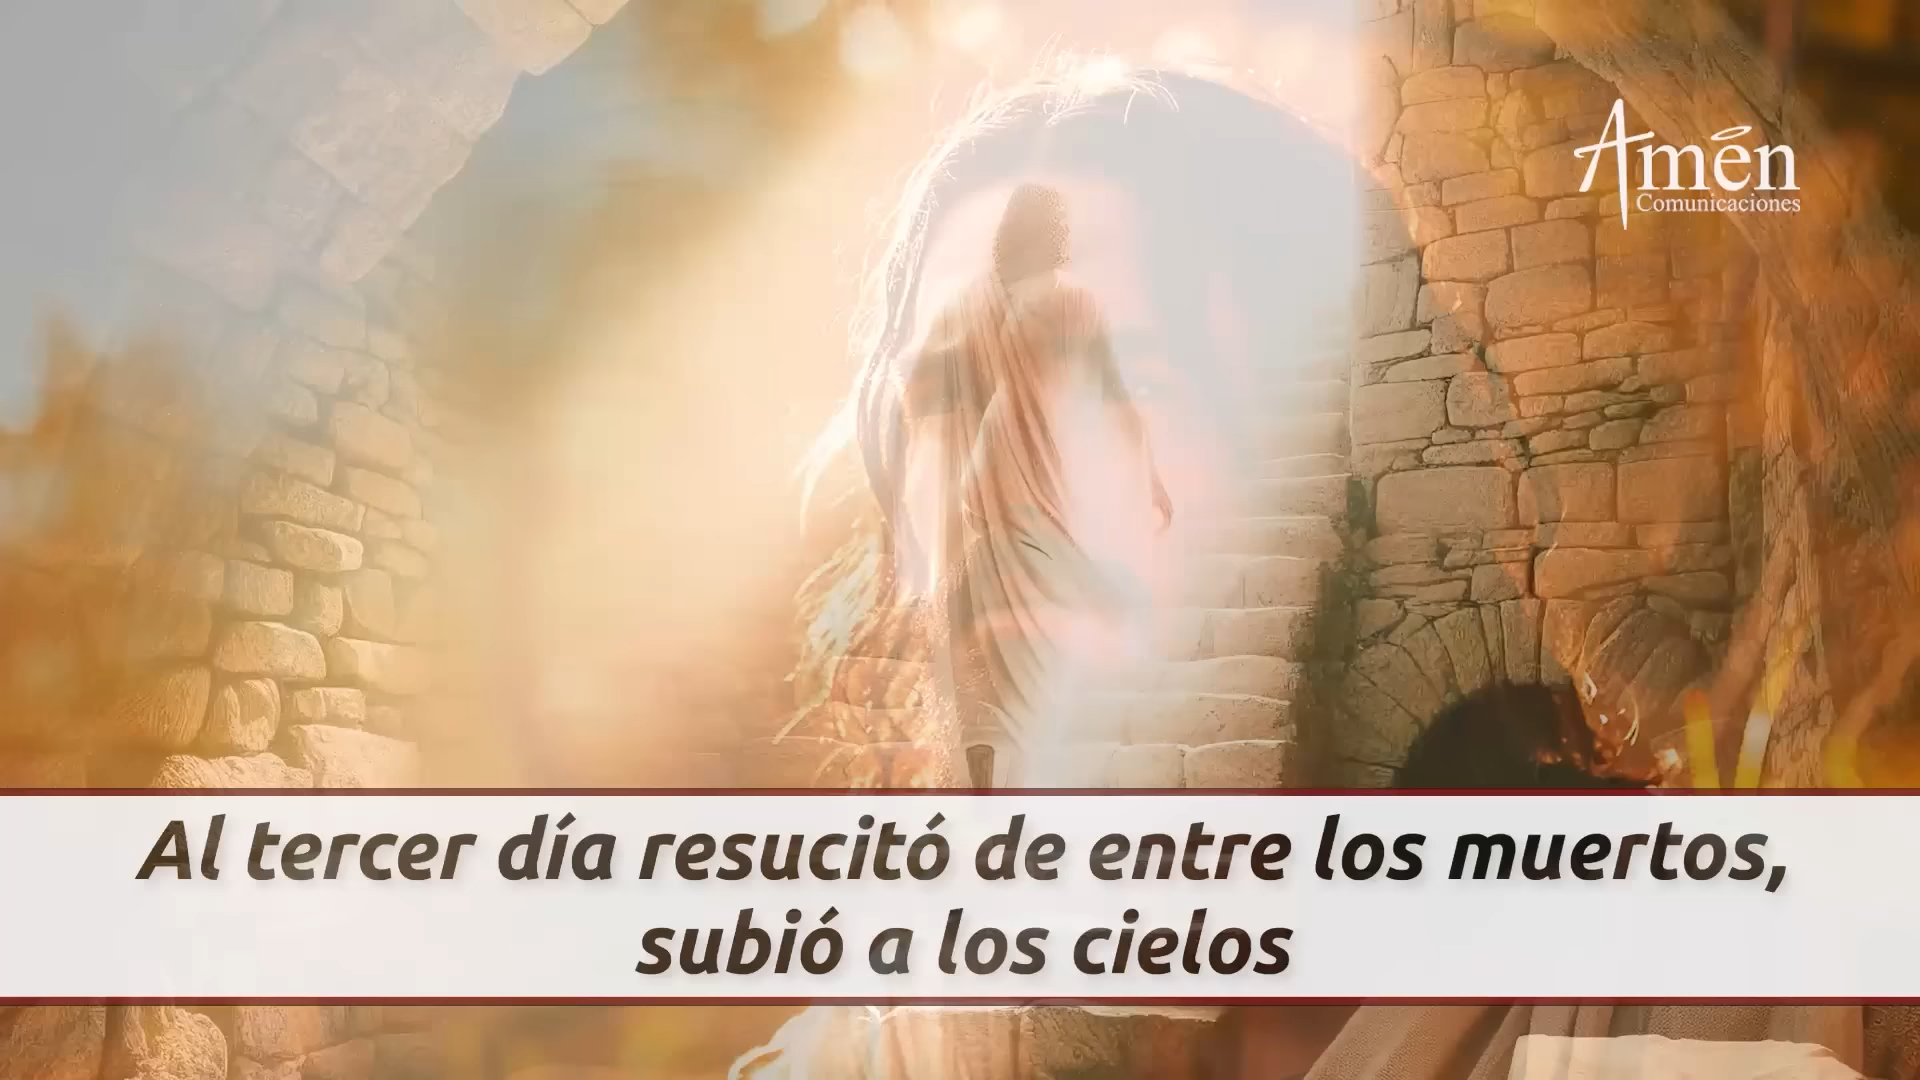 Amén
Comunicaciones
Al tercer día resucitó de entre los muertos,
subió a los cielos